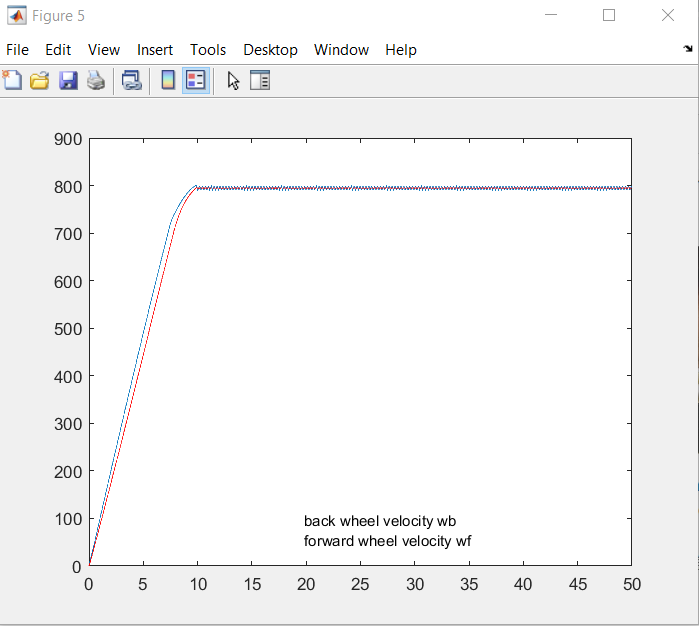 Figure 5
File Edit View Insert Tools Desktop Window Help
900
800
700
600
500
400
300
200
100
0
back wheel velocity wb
forward wheel velocity wf
0 5 10 15 20 25 30 35 40 45 50